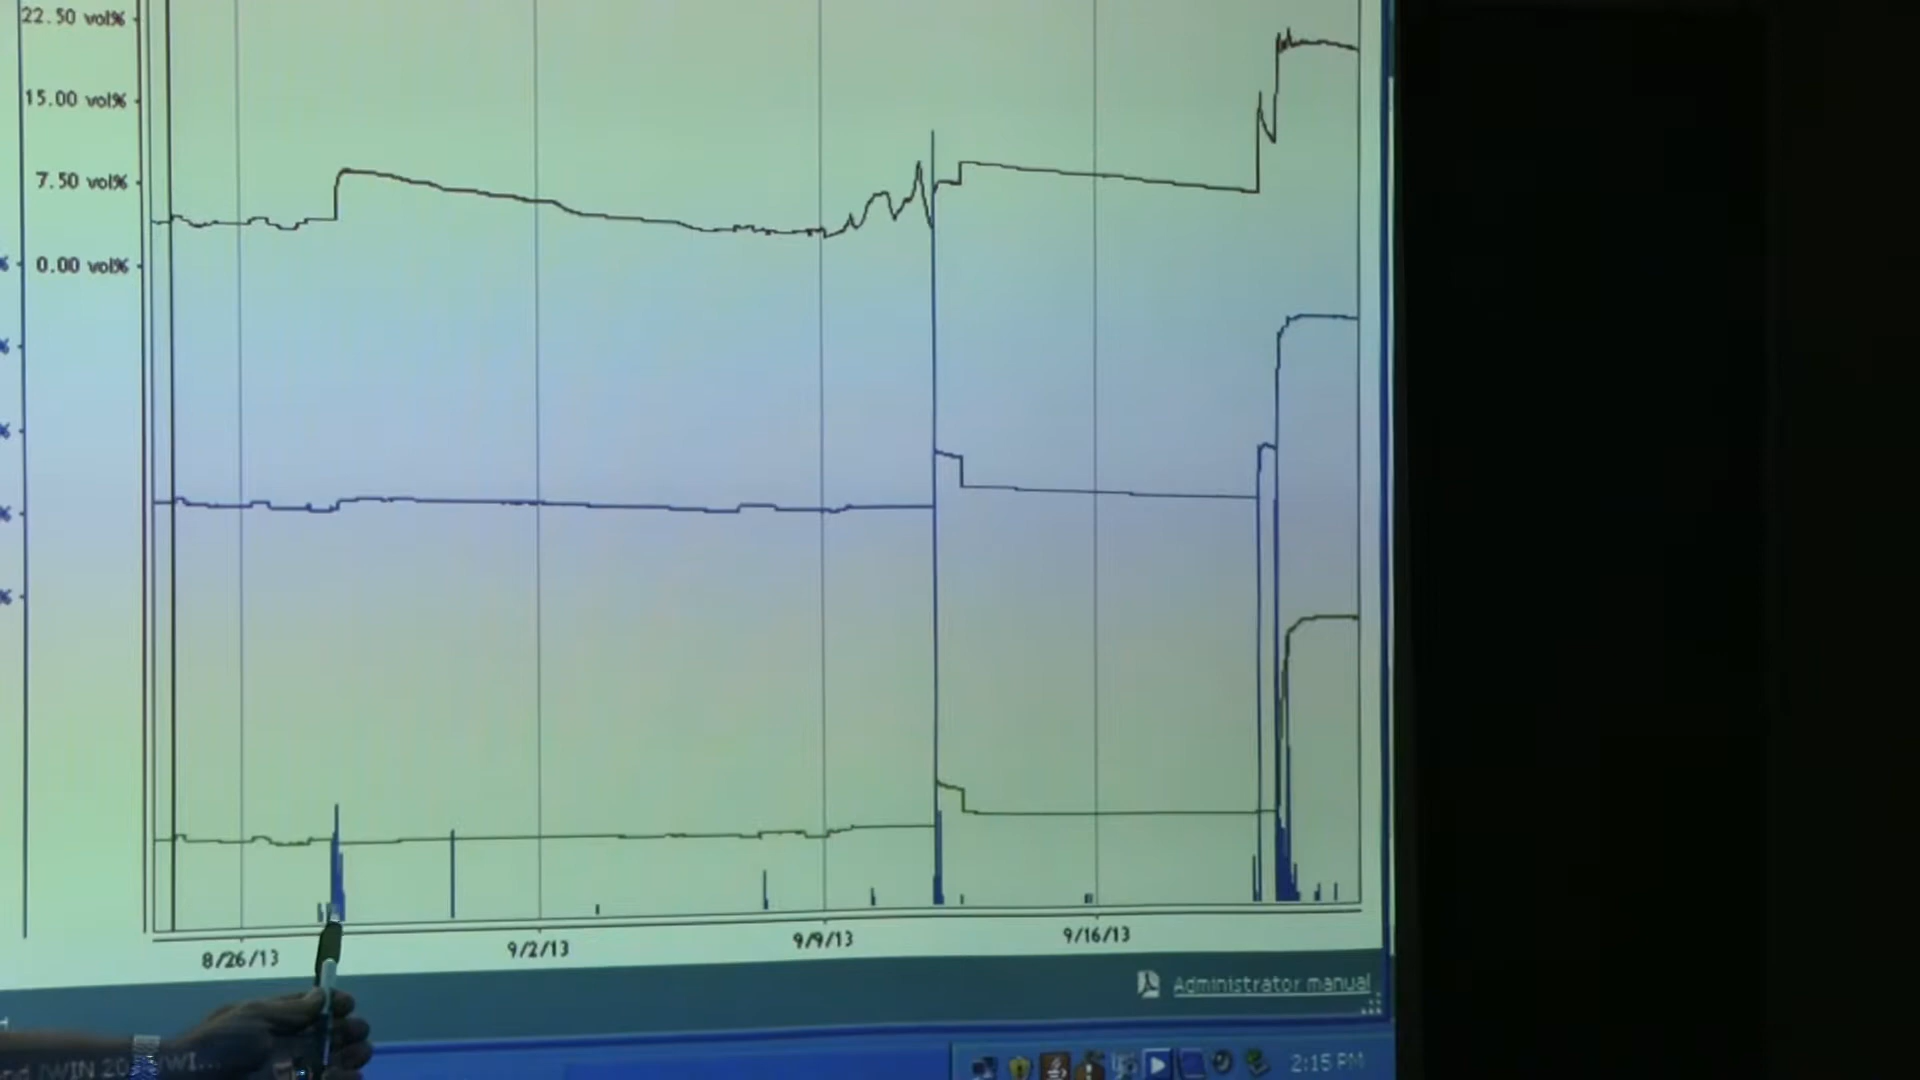 22.50 vol%
15.00 vol%
7.50 vol%
0.00 vol%
%
%
%
%
%
8/26/13
9/2/13
9/9/13
9/16/13
Administrator manual
2:15 PM